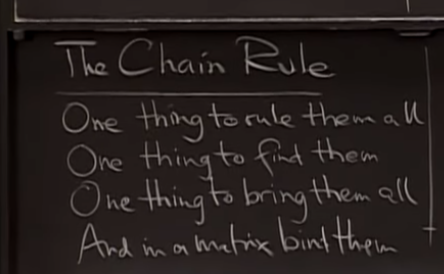 The Chain Rule
One thing to rule them all
One thing to find them
One thing to bring them all
And in a matrix bind them